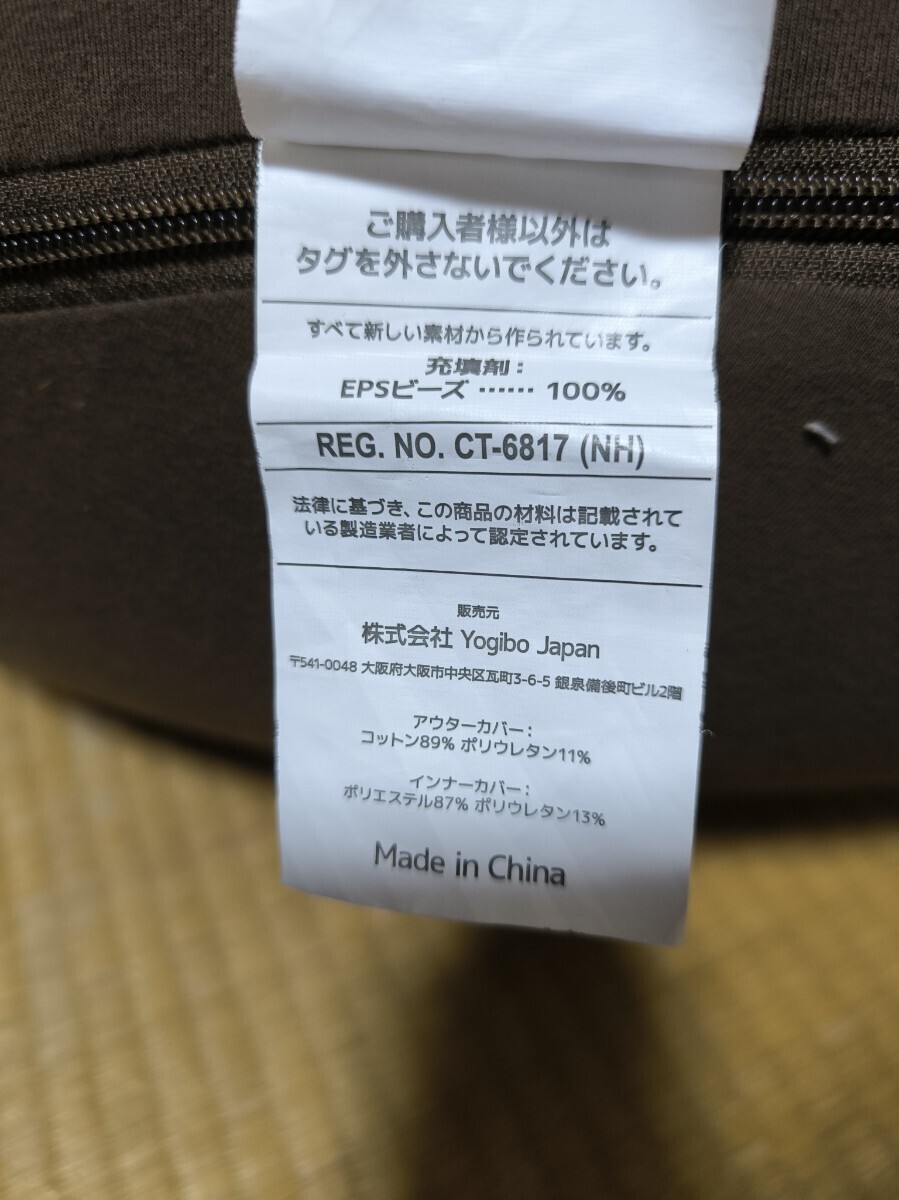 ご購入者様以外は
タグを外さないでください。
すべて新しい素材から作られています。
充填剤：
EPSビーズ …… 100%
REG. NO. CT-6817 (NH)
法律に基づき、この商品の材料は記載されて
いる製造業者によって認定されています。
販売元
株式会社 Yogibo Japan
〒541-0048 大阪府大阪市中央区瓦町3-6-5 銀泉備後町ビル2階
アウターカバー：
コットン89% ポリウレタン11%
インナーカバー：
ポリエステル87% ポリウレタン13%
Made in China